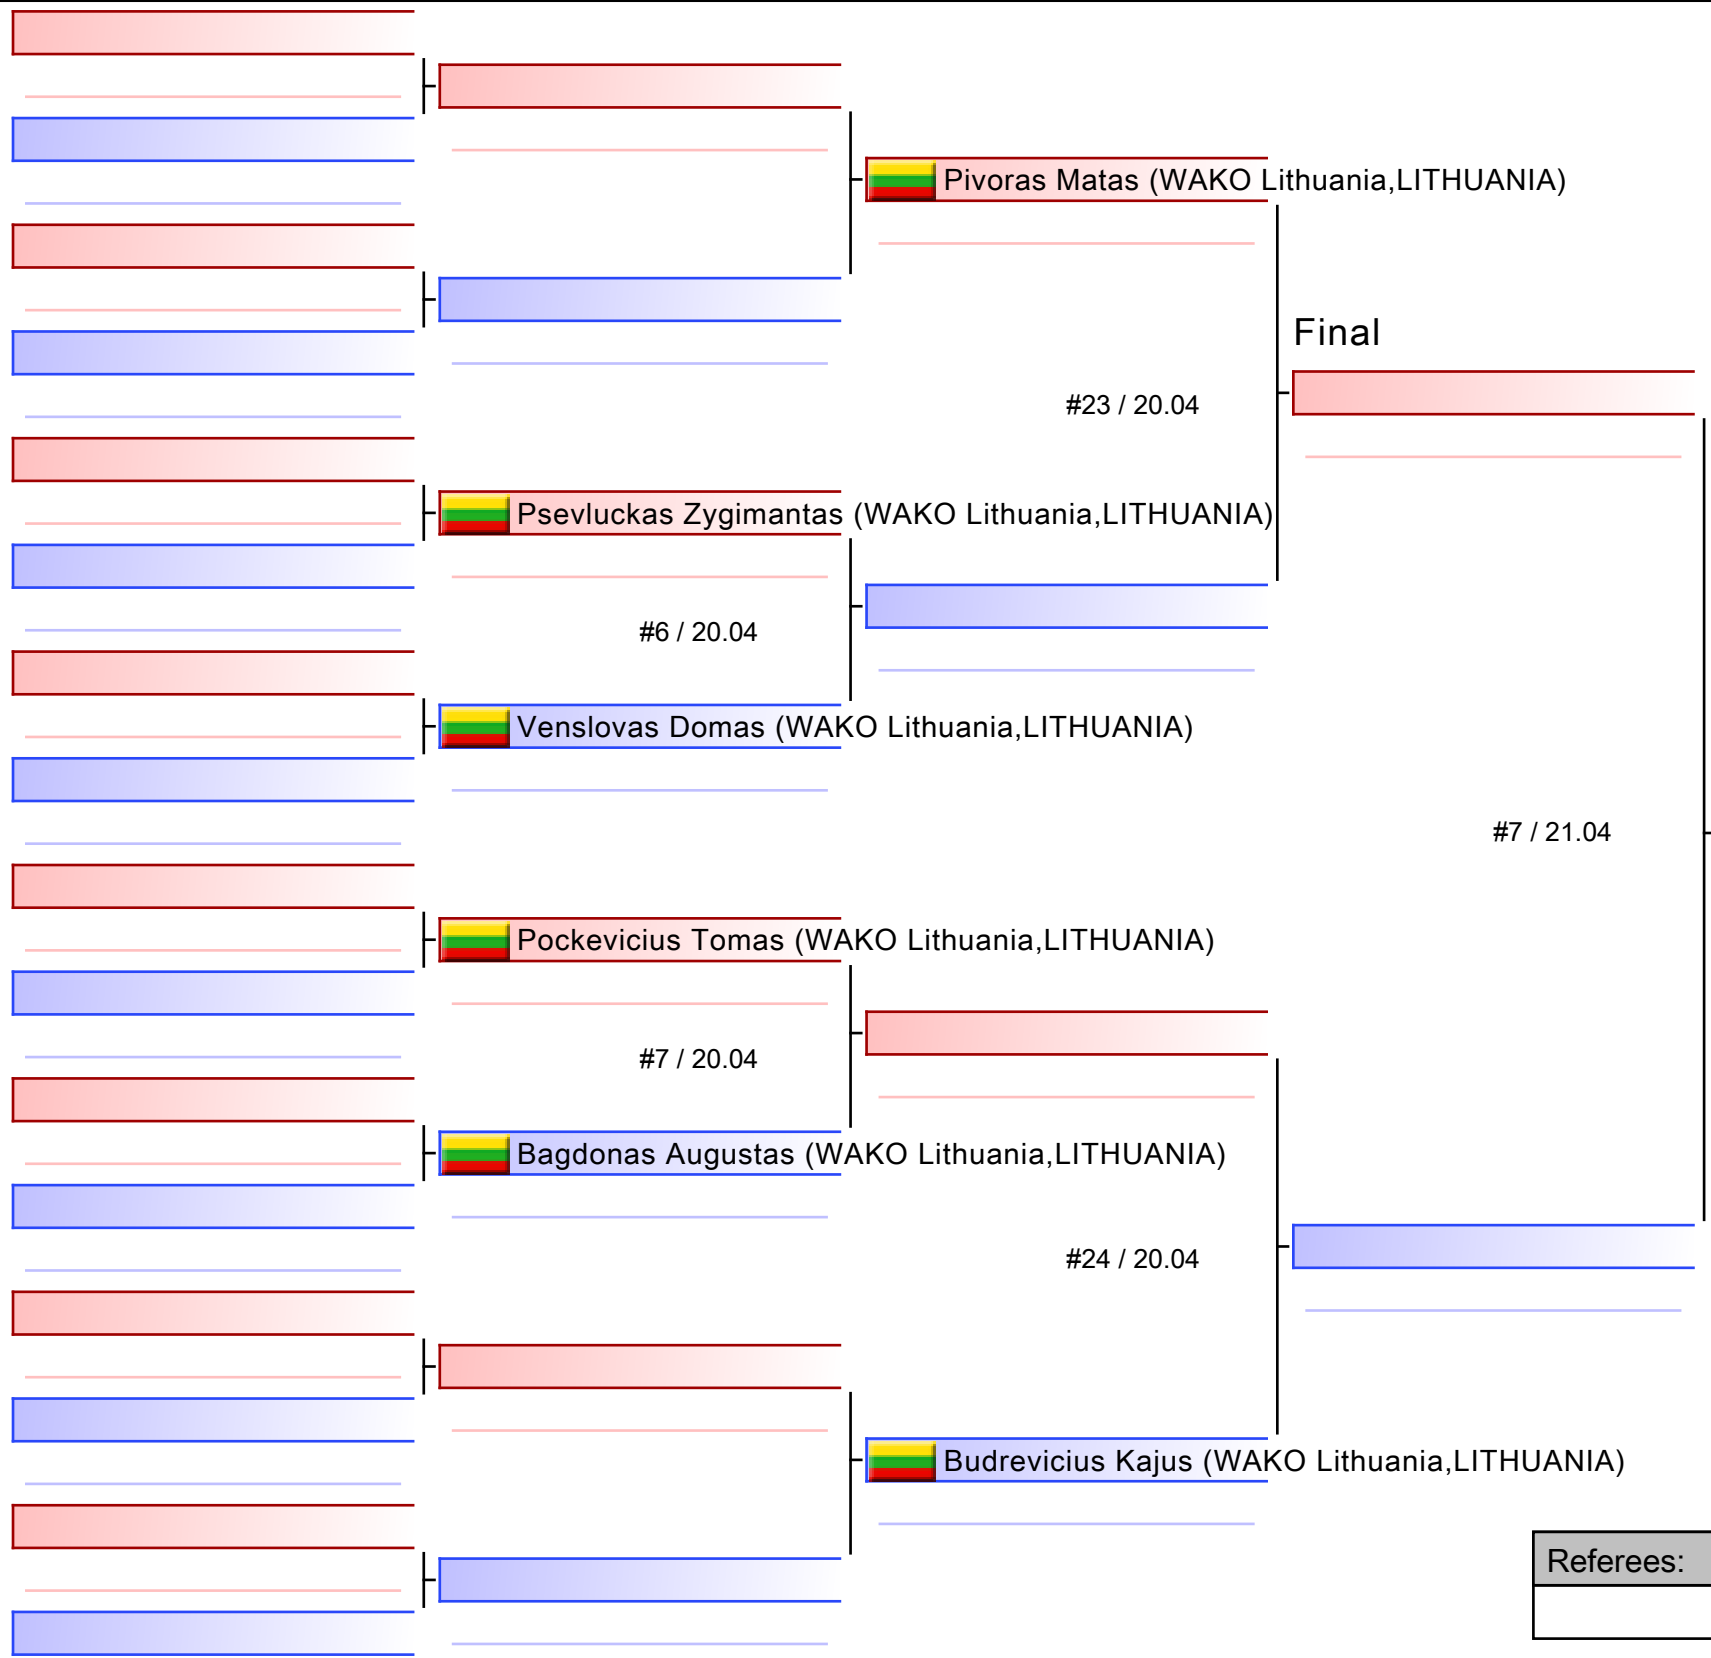 Pivoras Matas (WAKO Lithuania,LITHUANIA)
Final
#23 / 20.04
Psevluckas Zygimantas (WAKO Lithuania,LITHUANIA)
#6 / 20.04
Venslovas Domas (WAKO Lithuania,LITHUANIA)
#7 / 21.04
Pockevicius Tomas (WAKO Lithuania,LITHUANIA)
#7 / 20.04
Bagdonas Augustas (WAKO Lithuania,LITHUANIA)
#24 / 20.04
Budrevicius Kajus (WAKO Lithuania,LITHUANIA)
Referees: